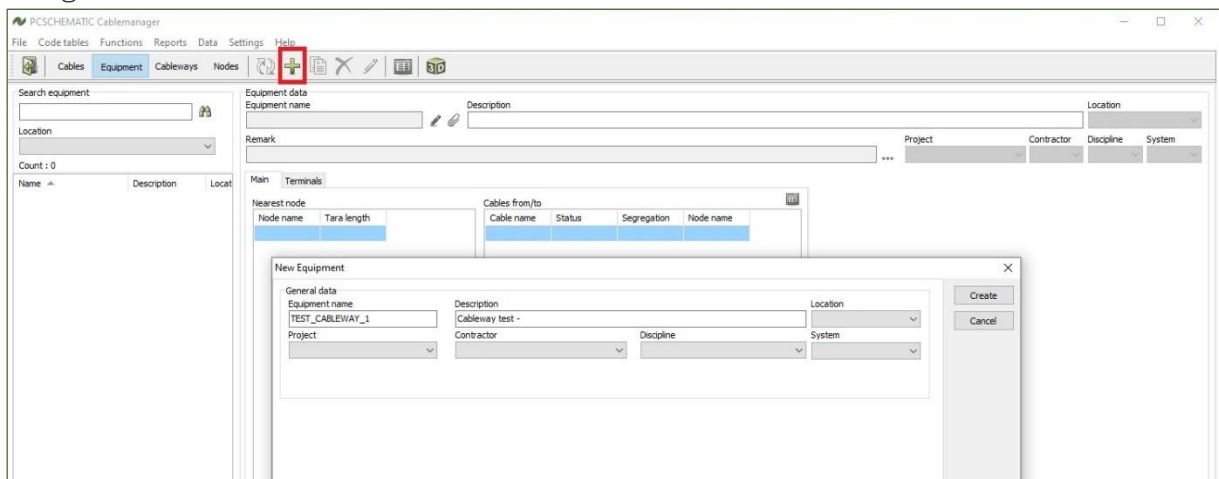 PCSCHEMATIC Cablemanager
File Code tables Functions Reports Data Settings Help
Cables Equipment Cableways Nodes 3D
Search equipment
Location
Count : 0
Name Description Locat
Equipment data
Equipment name Description Location
Remark Project Contractor Discipline System
Main Terminals
Nearest node Cables from/to
Node name Tara length Cable name Status Segregation Node name
New Equipment
General data
Equipment name Description Location
TEST_CABLEWAY_1 Cableway test -
Project Contractor Discipline System
Create
Cancel